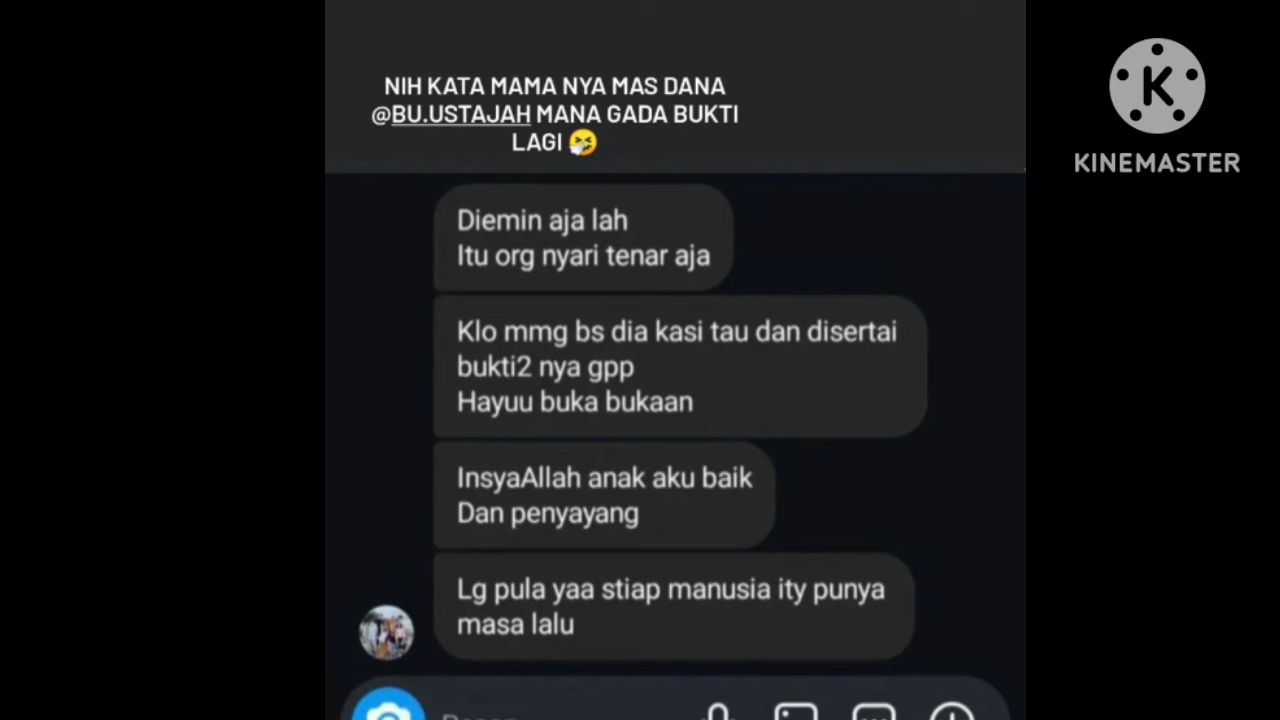 NIH KATA MAMA NYA MAS DANA
@BU.USTAJAH MANA GADA BUKTI
LAGI 🤧
KINEMASTER
Diemin aja lah
Itu org nyari tenar aja
Klo mmg bs dia kasi tau dan disertai
bukti2 nya gpp
Hayuu buka bukaan
InsyaAllah anak aku baik
Dan penyayang
Lg pula yaa stiap manusia ity punya
masa lalu